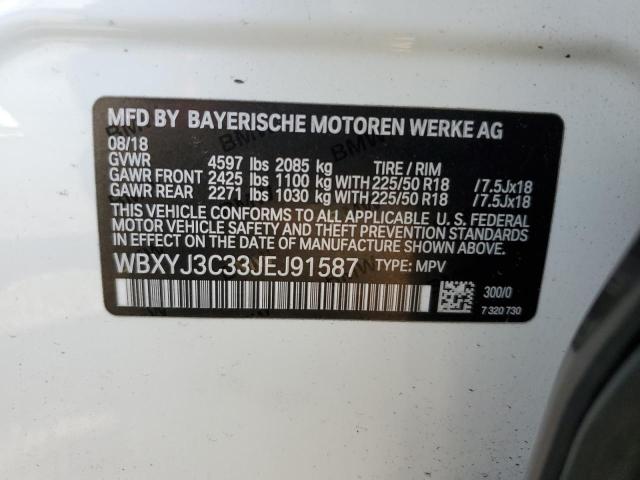 MFD BY BAYERISCHE MOTOREN WERKE AG
08/18
GVWR 4597 lbs 2085 kg TIRE / RIM
GAWR FRONT 2425 lbs 1100 kg WITH 225/50 R18 / 7.5Jx18
GAWR REAR 2271 lbs 1030 kg WITH 225/50 R18 / 7.5Jx18
THIS VEHICLE CONFORMS TO ALL APPLICABLE U. S. FEDERAL
MOTOR VEHICLE SAFETY AND THEFT PREVENTION STANDARDS
IN EFFECT ON THE DATE OF MANUFACTURE SHOWN ABOVE.
WBXYJ3C33JEJ91587 TYPE: MPV
300/0
7 320 730